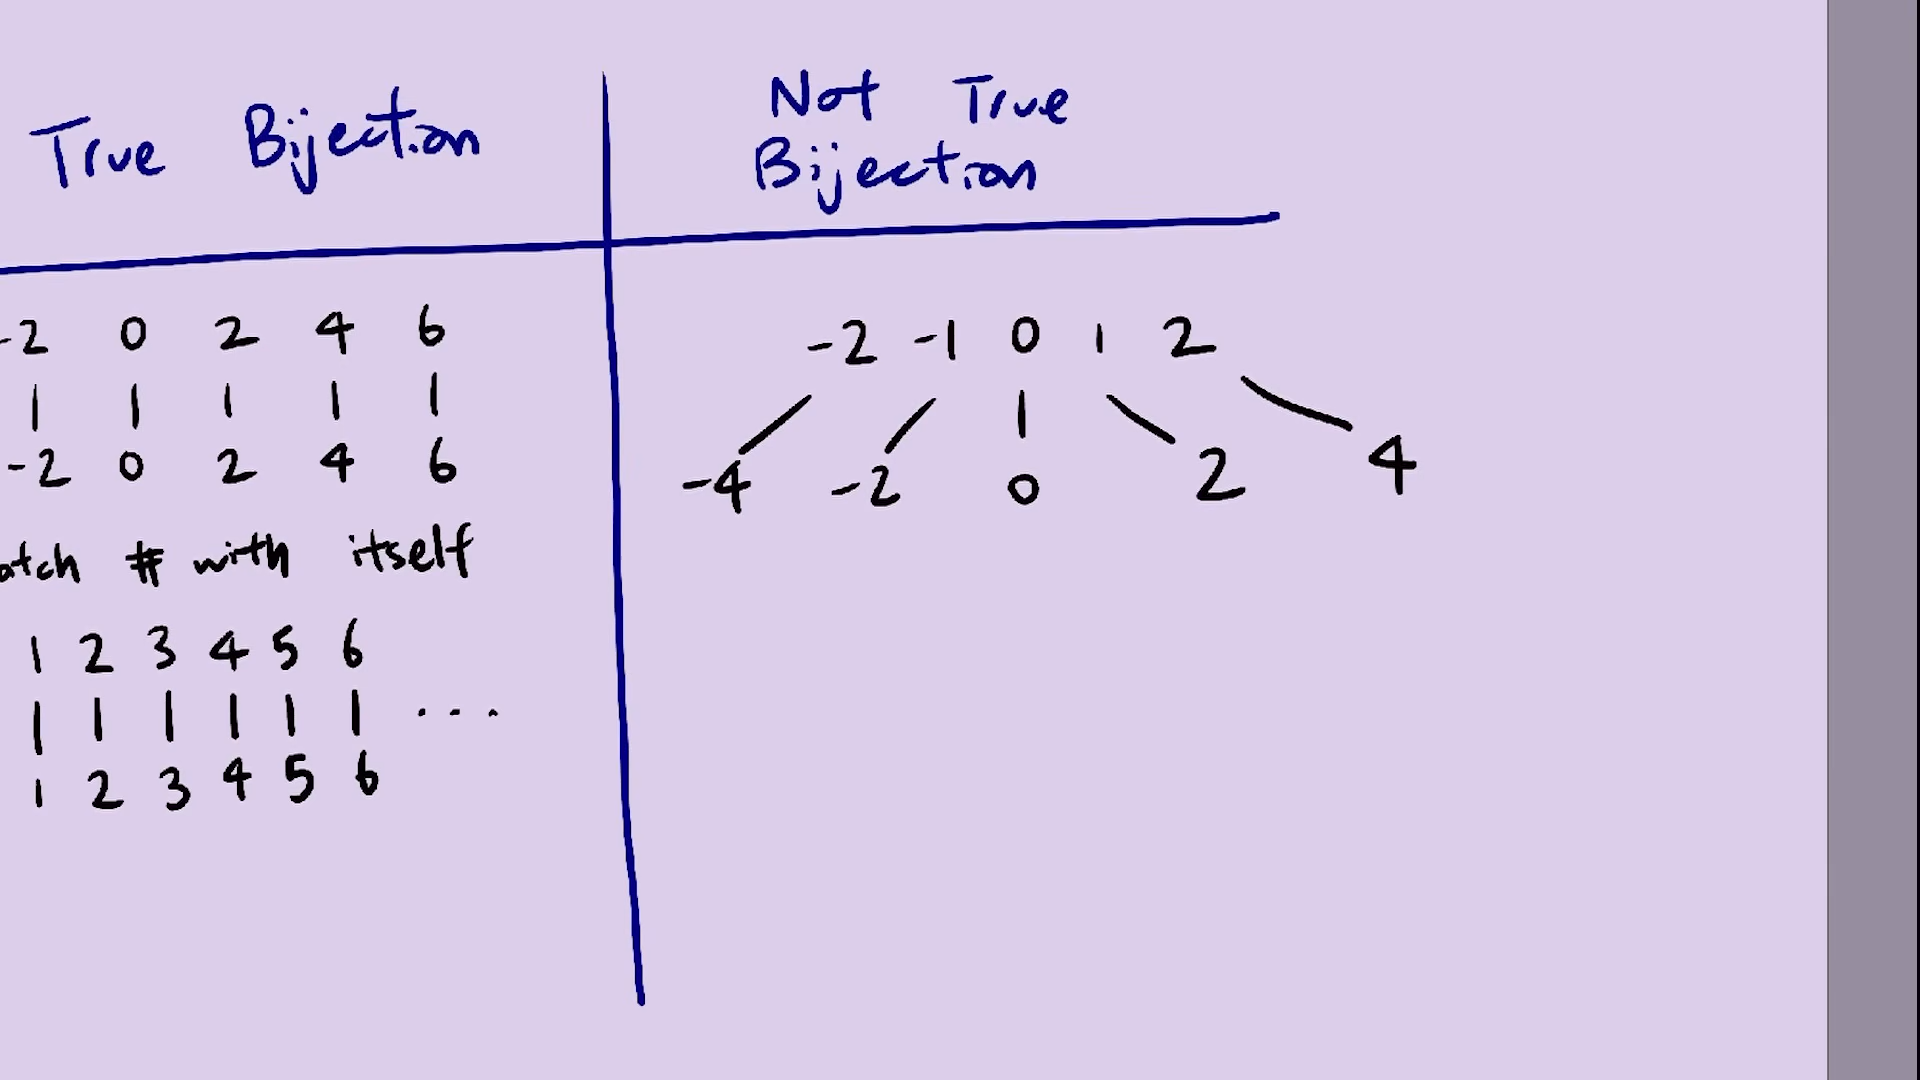 True Bijection
-2 0 2 4 6
| | | | |
-2 0 2 4 6
# with itself
1 2 3 4 5 6
| | | | | | ...
1 2 3 4 5 6
Not True
Bijection
-2 -1 0 1 2
-4 -2 0 2 4